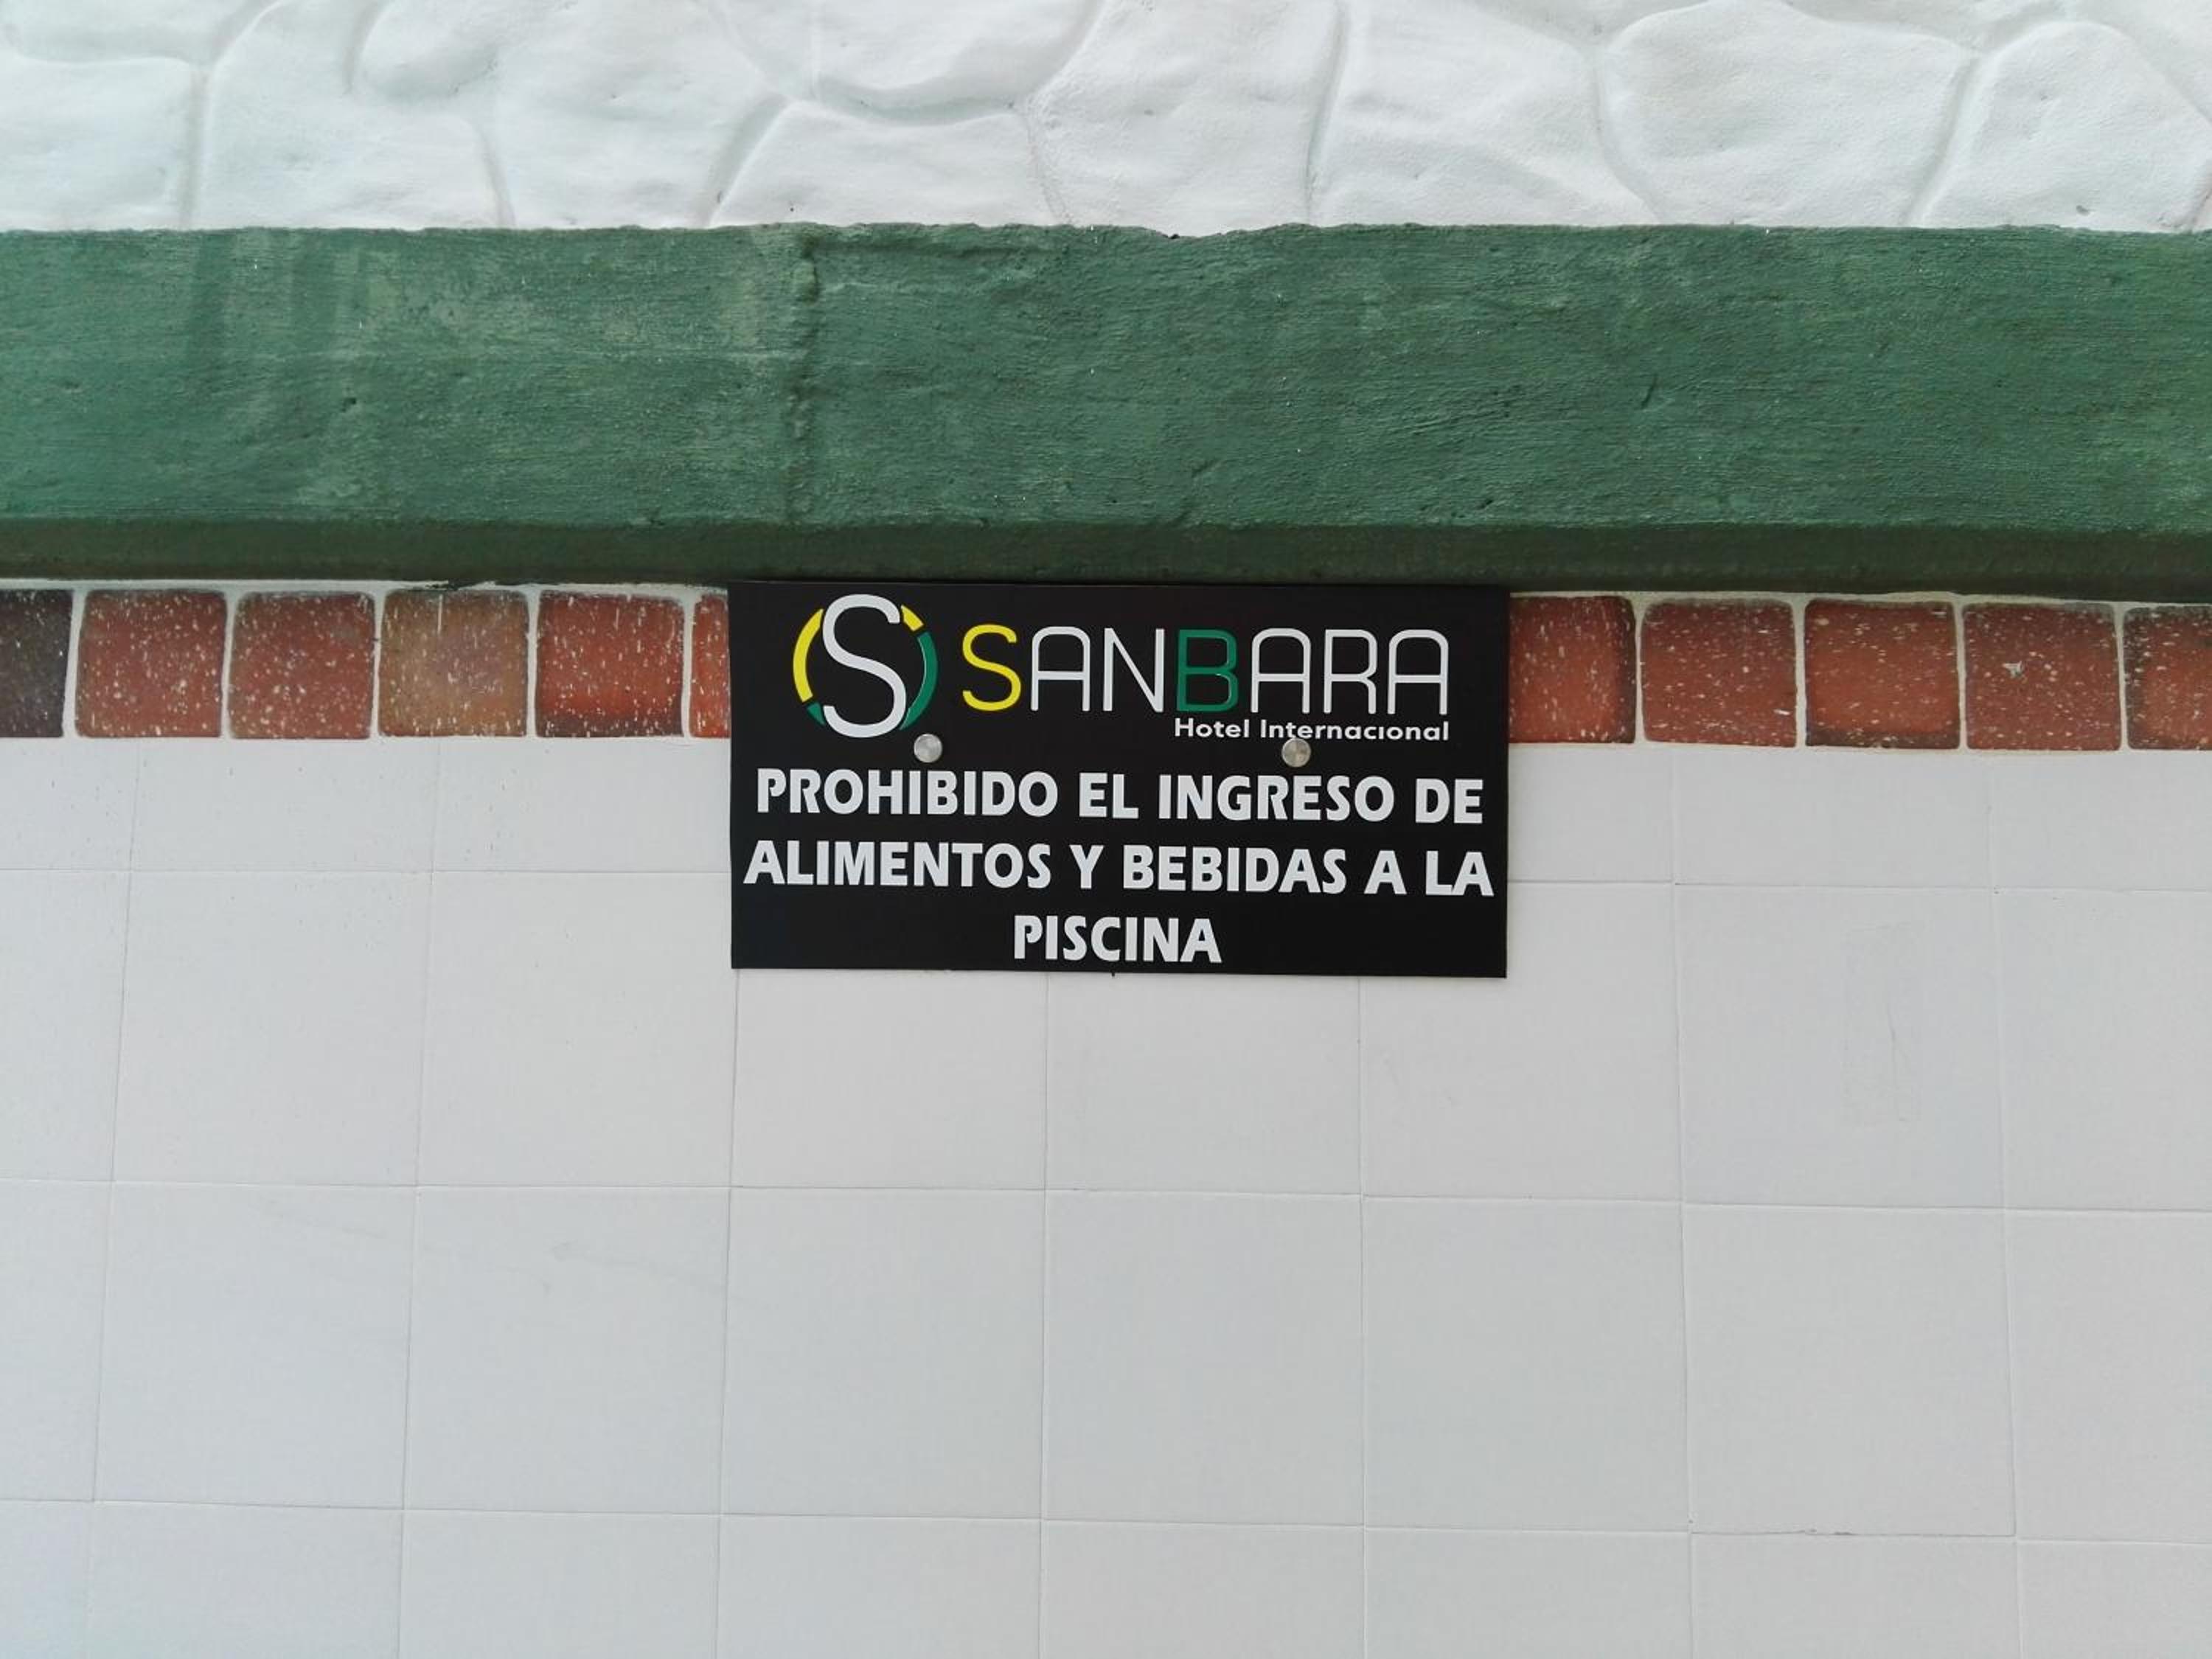 S SANBARA
Hotel Internacional
PROHIBIDO EL INGRESO DE
ALIMENTOS Y BEBIDAS A LA
PISCINA